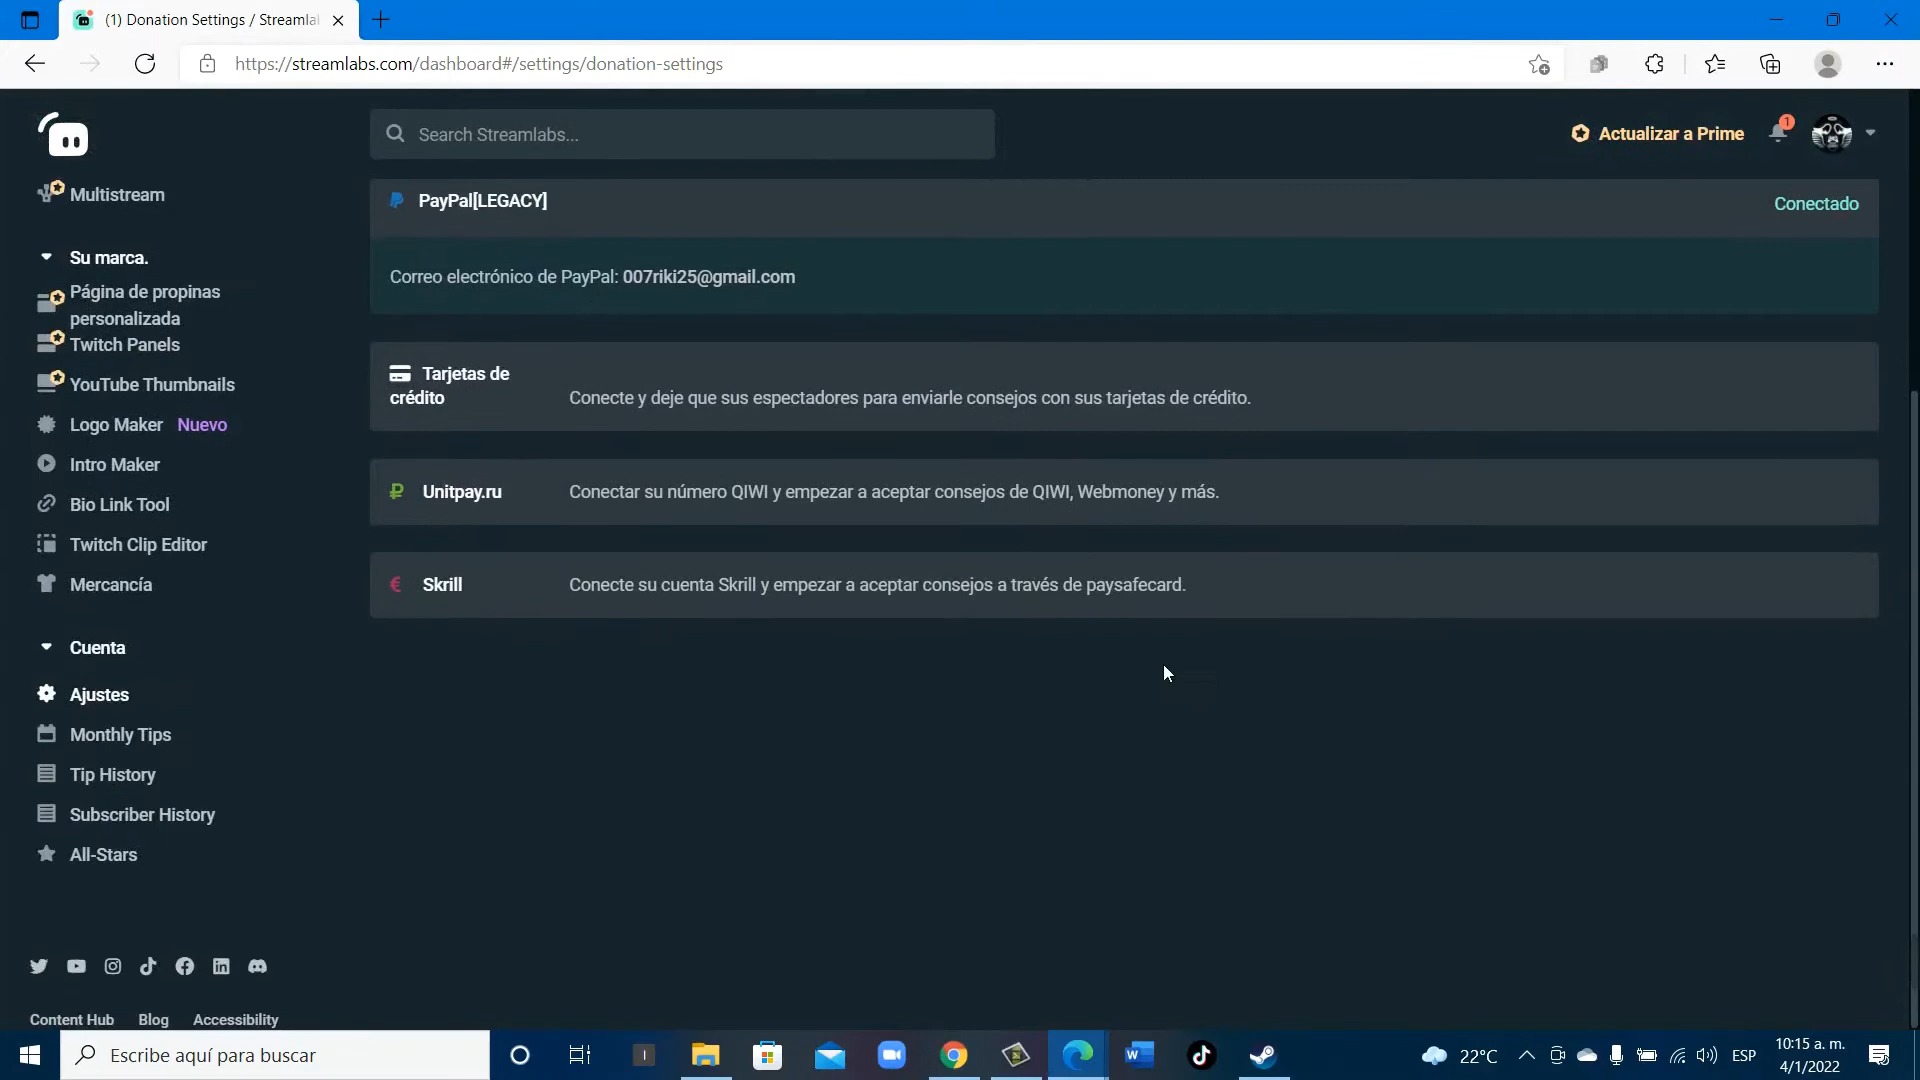 (1) Donation Settings / Streamla
https://streamlabs.com/dashboard#/settings/donation-settings
Search Streamlabs...
Actualizar a Prime
1
Multistream
Su marca.
Página de propinas
personalizada
Twitch Panels
YouTube Thumbnails
Logo Maker Nuevo
Intro Maker
Bio Link Tool
Twitch Clip Editor
Mercancía
Cuenta
Ajustes
Monthly Tips
Tip History
Subscriber History
All-Stars
Content Hub Blog Accessibility
PayPal[LEGACY]
Conectado
Correo electrónico de PayPal: 007riki25@gmail.com
Tarjetas de
crédito
Conecte y deje que sus espectadores para enviarle consejos con sus tarjetas de crédito.
Unitpay.ru
Conectar su número QIWI y empezar a aceptar consejos de QIWI, Webmoney y más.
Skrill
Conecte su cuenta Skrill y empezar a aceptar consejos a través de paysafecard.
Escribe aquí para buscar
22°C
ESP
10:15 a. m.
4/1/2022